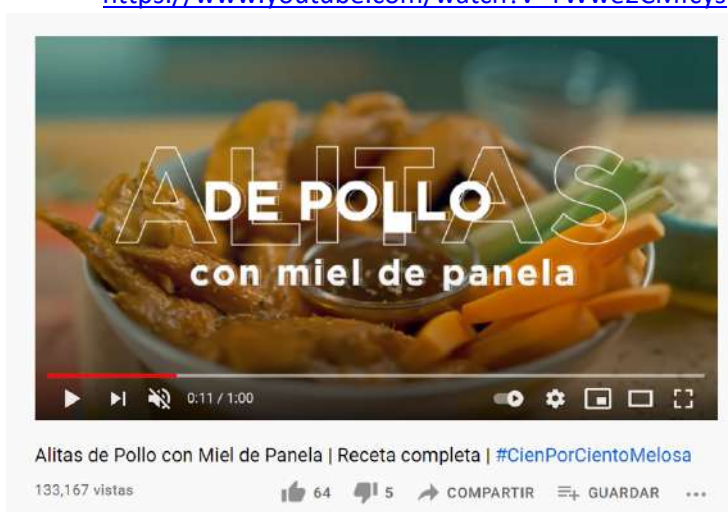 ALITAS
DE POLLO
con miel de panela
0:11 / 1:00
Alitas de Pollo con Miel de Panela | Receta completa | #CienPorCientoMelosa
133,167 vistas 64 5 COMPARTIR GUARDAR